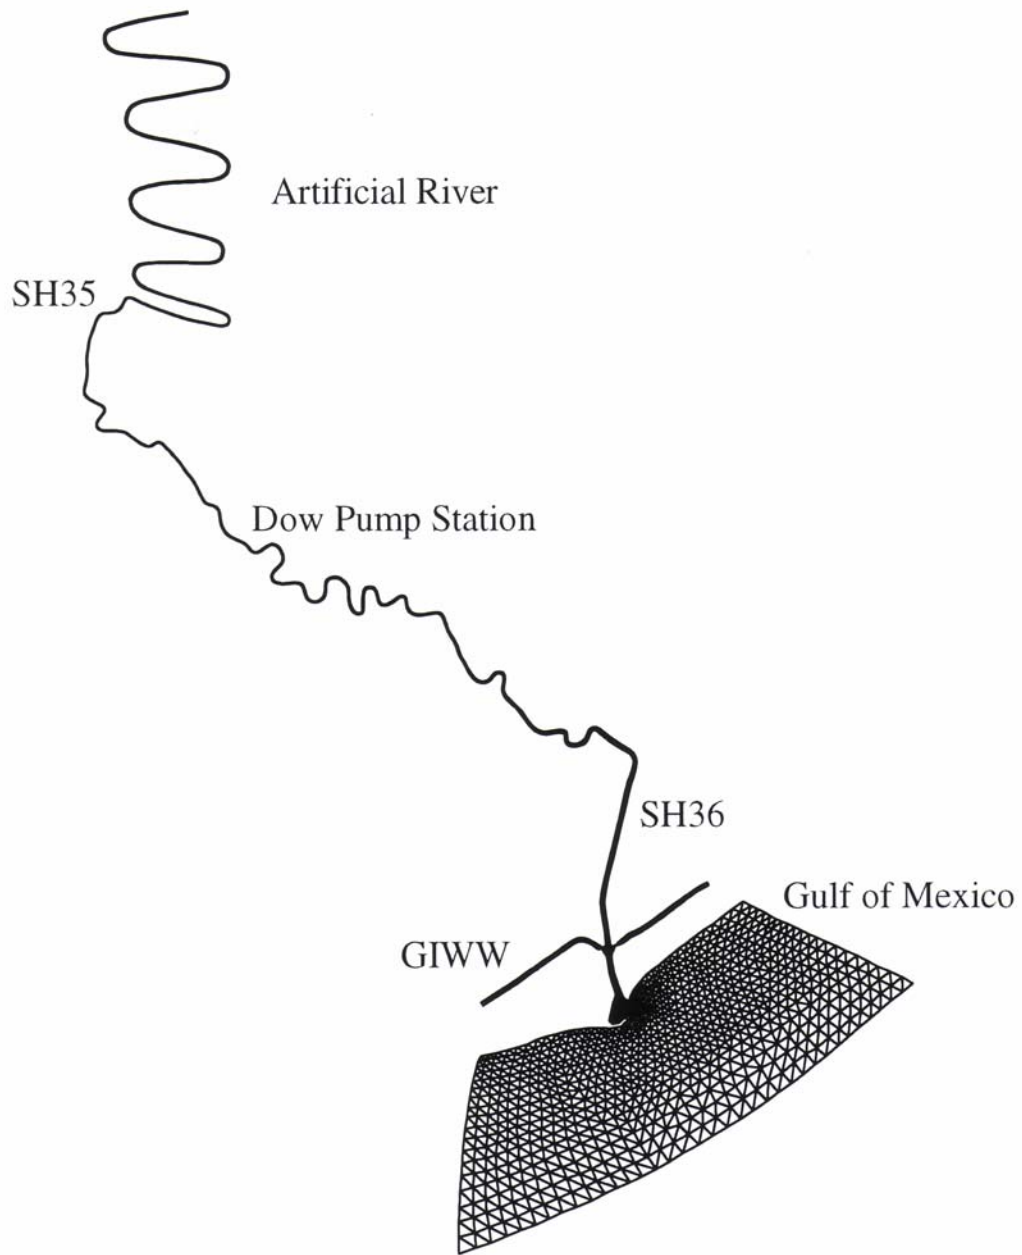 Artificial River
SH35
Dow Pump Station
SH36
Gulf of Mexico
GIWW